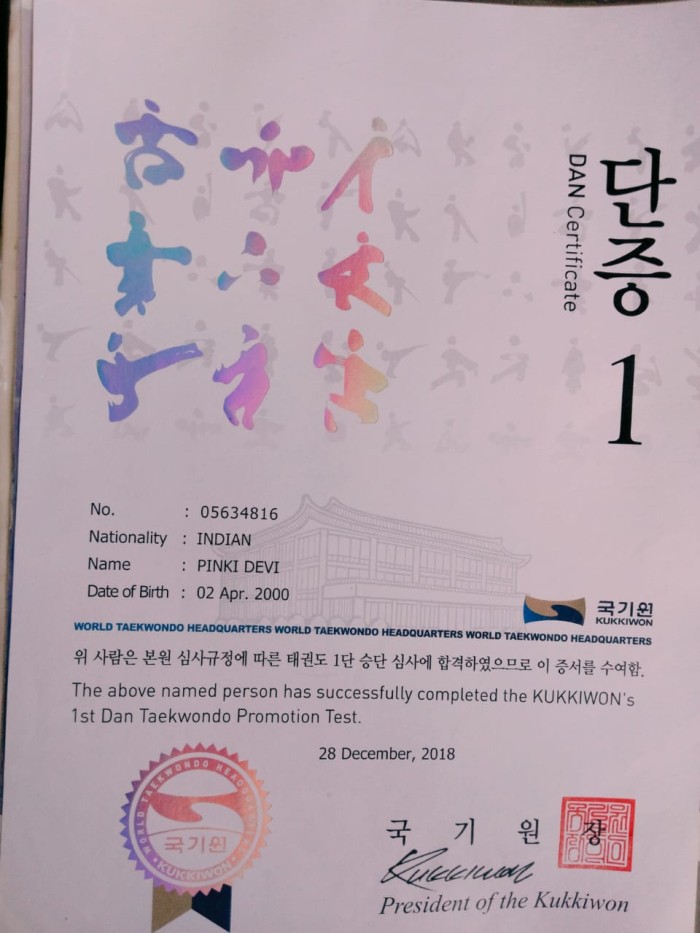 단증 1
DAN Certificate
No. : 05634816
Nationality : INDIAN
Name : PINKI DEVI
Date of Birth : 02 Apr. 2000
국기원
KUKKIWON
WORLD TAEKWONDO HEADQUARTERS WORLD TAEKWONDO HEADQUARTERS WORLD TAEKWONDO HEADQUARTERS
위 사람은 본원 심사규정에 따른 태권도 1단 승단 심사에 합격하였으므로 이 증서를 수여함.
The above named person has successfully completed the KUKKIWON's
1st Dan Taekwondo Promotion Test.
28 December, 2018
WORLD TAEKWONDO HEADQUARTERS
국기원
KUKKIWON
국 기 원 장
Kukkiwon
President of the Kukkiwon